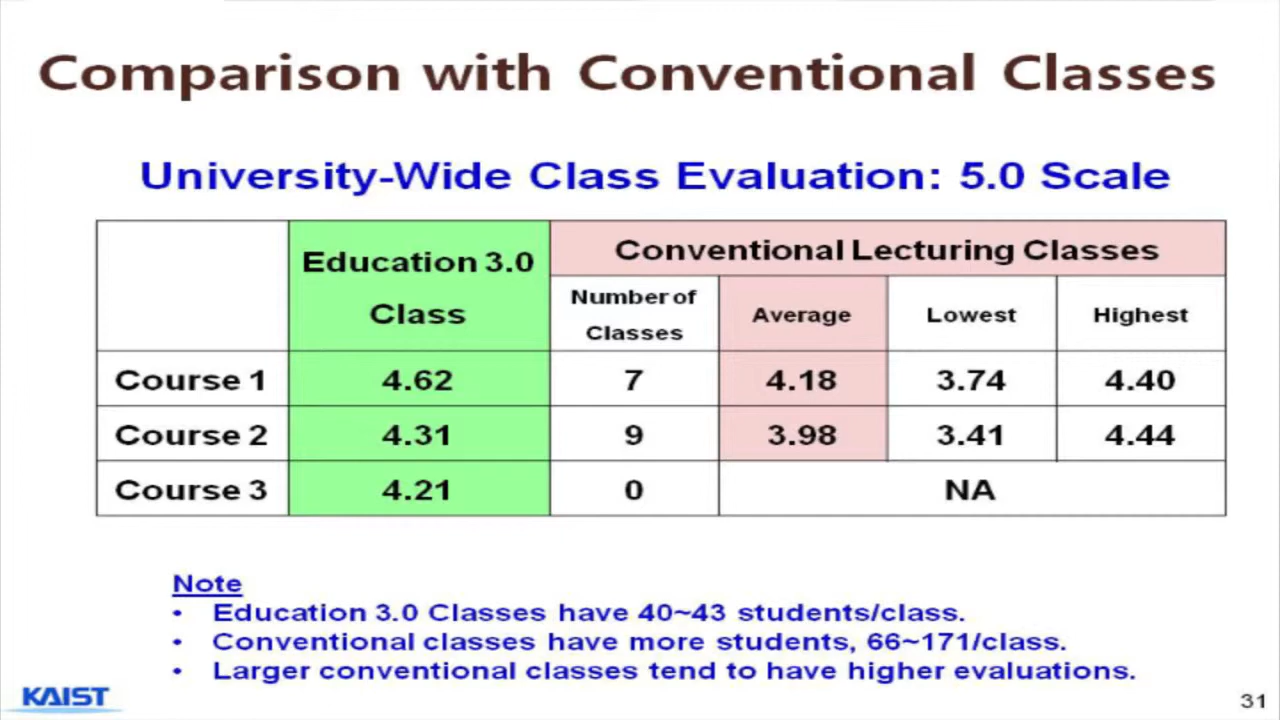 Comparison with Conventional Classes
University-Wide Class Evaluation: 5.0 Scale
Education 3.0 Class
Conventional Lecturing Classes
Number of Classes
Average
Lowest
Highest
Course 1 4.62 7 4.18 3.74 4.40
Course 2 4.31 9 3.98 3.41 4.44
Course 3 4.21 0 NA
Note
• Education 3.0 Classes have 40~43 students/class.
• Conventional classes have more students, 66~171/class.
• Larger conventional classes tend to have higher evaluations.
KAIST
31